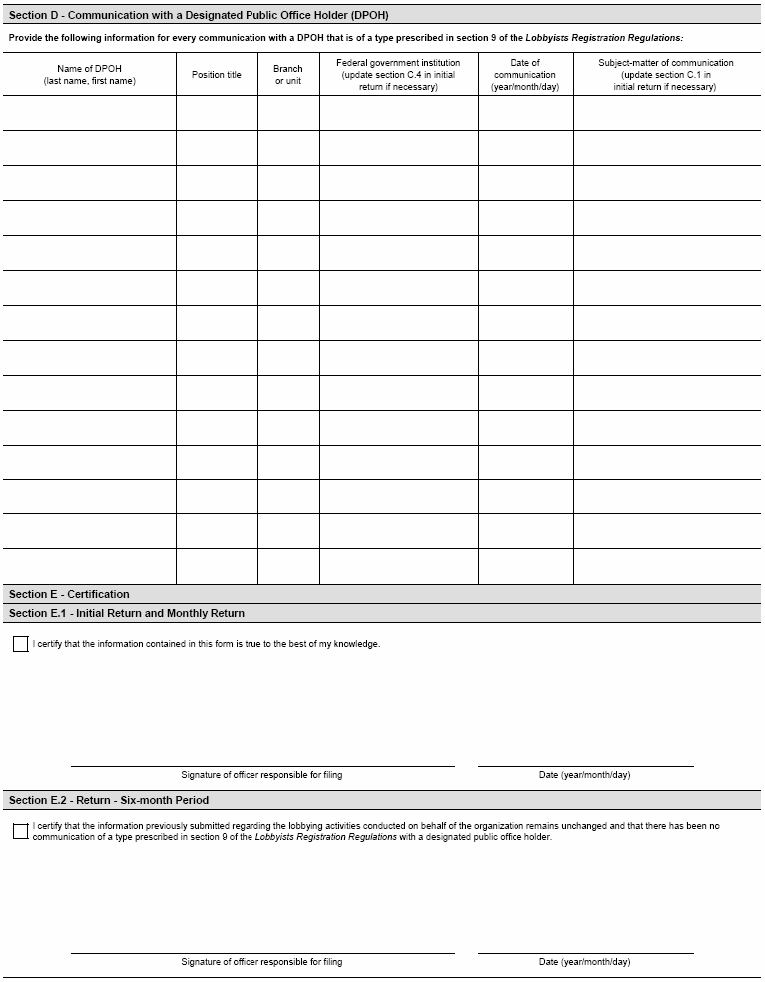 Section D - Communication with a Designated Public Office Holder (DPOH)
Provide the following information for every communication with a DPOH that is of a type prescribed in section 9 of the Lobbyists Registration Regulations:
Name of DPOH
(last name, first name)
Position title
Branch
or unit
Federal government institution
(update section C.4 in initial
return if necessary)
Date of
communication
(year/month/day)
Subject-matter of communication
(update section C.1 in
initial return if necessary)
Section E - Certification
Section E.1 - Initial Return and Monthly Return
I certify that the information contained in this form is true to the best of my knowledge.
Signature of officer responsible for filing
Date (year/month/day)
Section E.2 - Return - Six-month Period
I certify that the information previously submitted regarding the lobbying activities conducted on behalf of the organization remains unchanged and that there has been no
communication of a type prescribed in section 9 of the Lobbyists Registration Regulations with a designated public office holder.
Signature of officer responsible for filing
Date (year/month/day)